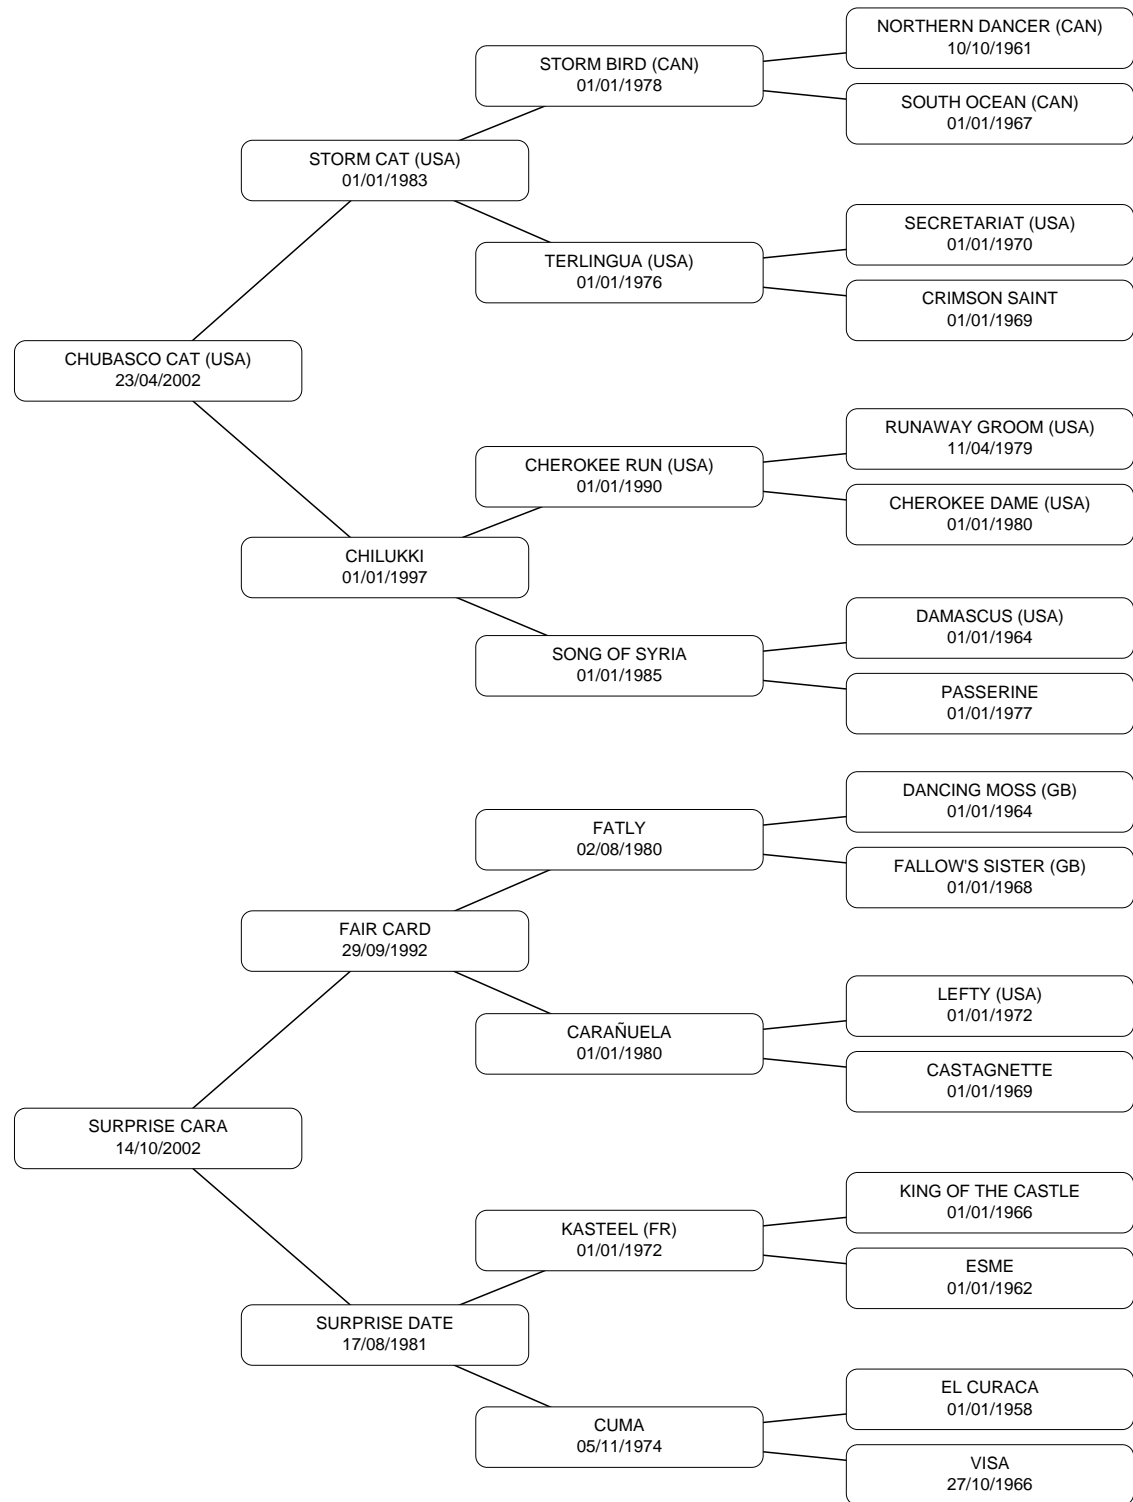 NORTHERN DANCER (CAN)
10/10/1961
STORM BIRD (CAN)
01/01/1978
SOUTH OCEAN (CAN)
01/01/1967
STORM CAT (USA)
01/01/1983
SECRETARIAT (USA)
01/01/1970
TERLINGUA (USA)
01/01/1976
CRIMSON SAINT
01/01/1969
CHUBASCO CAT (USA)
23/04/2002
RUNAWAY GROOM (USA)
11/04/1979
CHEROKEE RUN (USA)
01/01/1990
CHEROKEE DAME (USA)
01/01/1980
CHILUKKI
01/01/1997
DAMASCUS (USA)
01/01/1964
SONG OF SYRIA
01/01/1985
PASSERINE
01/01/1977
DANCING MOSS (GB)
01/01/1964
FATLY
02/08/1980
FALLOW'S SISTER (GB)
01/01/1968
FAIR CARD
29/09/1992
LEFTY (USA)
01/01/1972
CARAÑUELA
01/01/1980
CASTAGNETTE
01/01/1969
SURPRISE CARA
14/10/2002
KING OF THE CASTLE
01/01/1966
KASTEEL (FR)
01/01/1972
ESME
01/01/1962
SURPRISE DATE
17/08/1981
EL CURACA
01/01/1958
CUMA
05/11/1974
VISA
27/10/1966